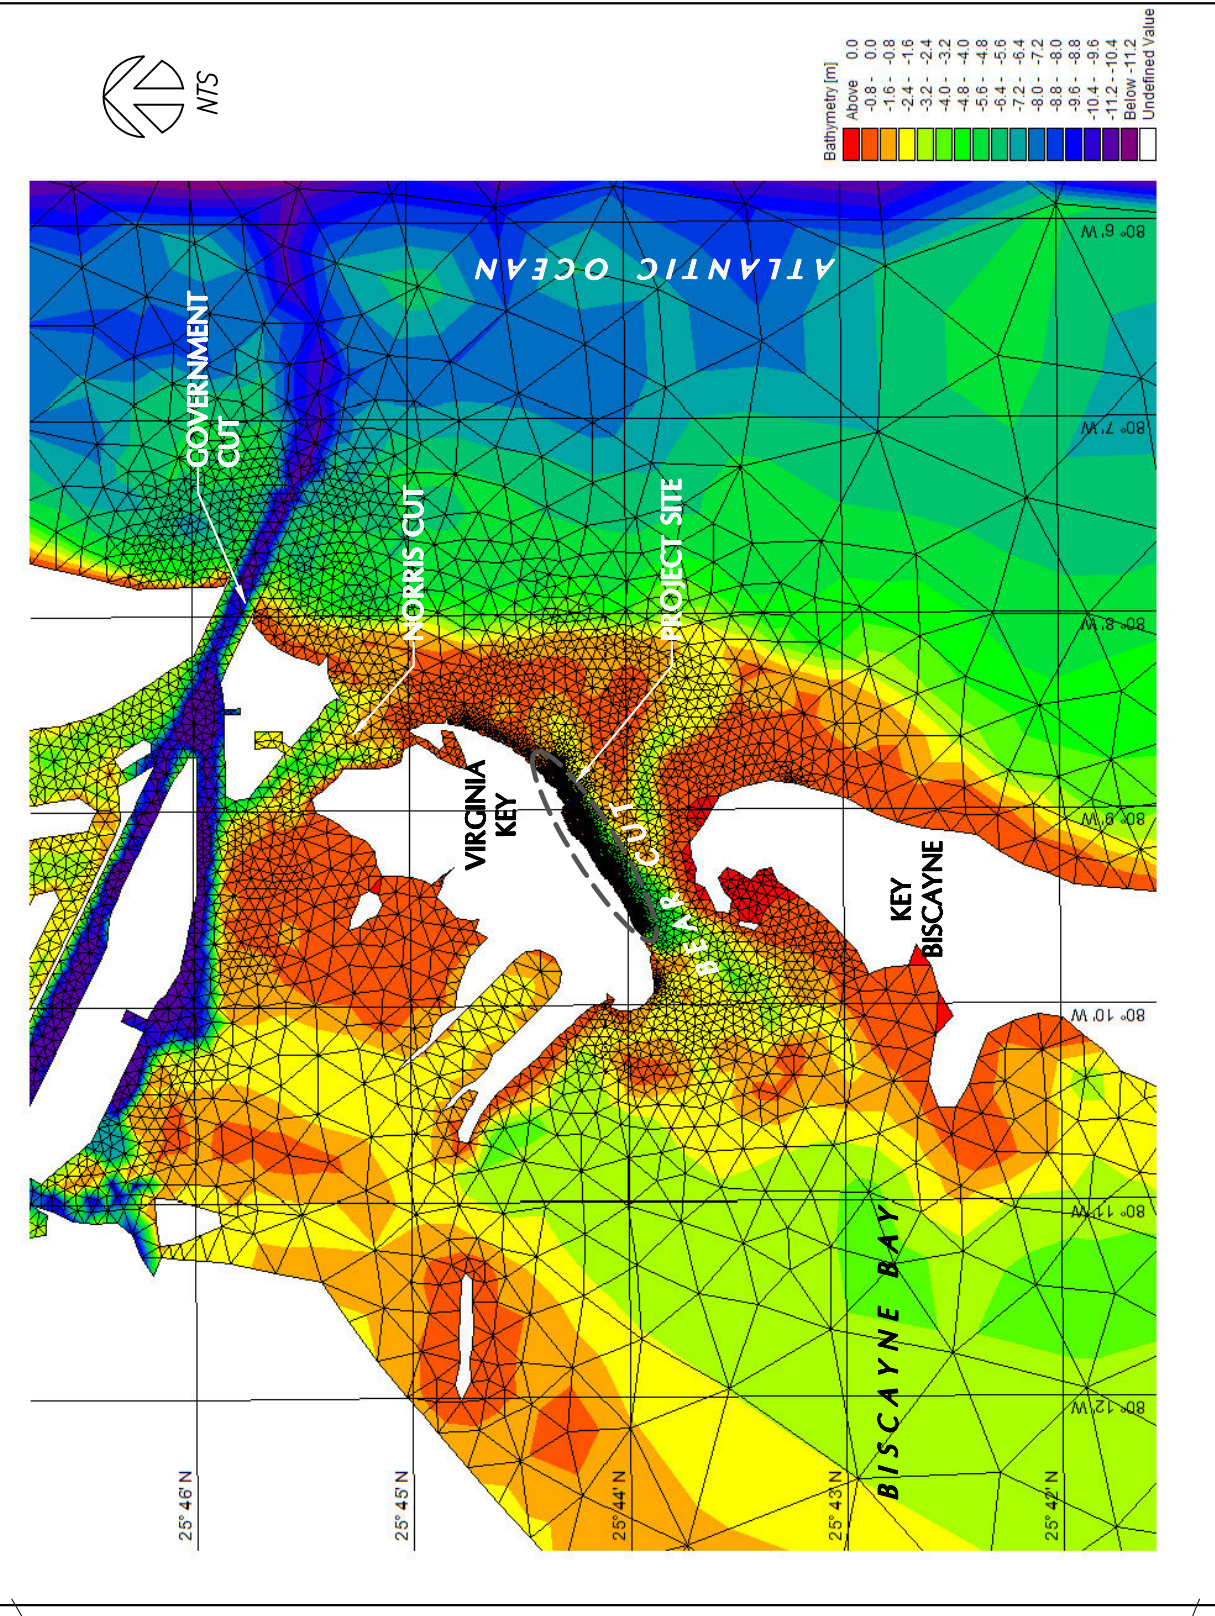 NTS
Bathymetry [m]
Above 0.0
-0.8 - 0.0
-1.6 - -0.8
-2.4 - -1.6
-3.2 - -2.4
-4.0 - -3.2
-4.8 - -4.0
-5.6 - -4.8
-6.4 - -5.6
-7.2 - -6.4
-8.0 - -7.2
-8.8 - -8.0
-9.6 - -8.8
-10.4 - -9.6
-11.2 - -10.4
Below -11.2
Undefined Value
GOVERNMENT
CUT
NORRIS CUT
PROJECT SITE
ATLANTIC OCEAN
VIRGINIA
KEY
BEAR CUT
KEY
BISCAYNE
BISCAYNE BAY
80° 6' W
80° 7' W
80° 8' W
80° 9' W
80° 10' W
80° 11' W
80° 12' W
25° 46' N
25° 45' N
25° 44' N
25° 43' N
25° 42' N